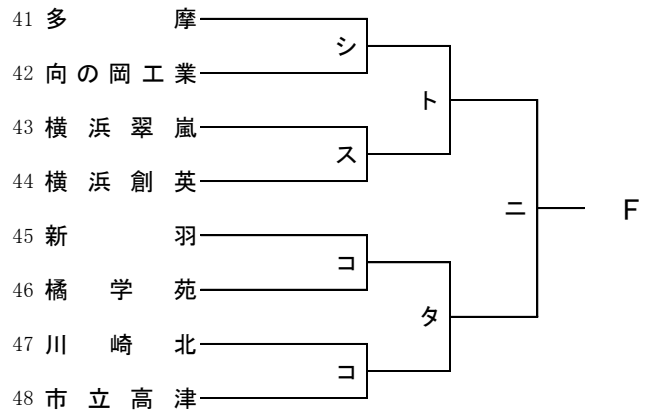 41 多摩
シ
42 向の岡工業
ト
43 横浜翠嵐
ス
44 横浜創英
ニ F
45 新羽
コ
46 橘学苑
タ
47 川崎北
コ
48 市立高津